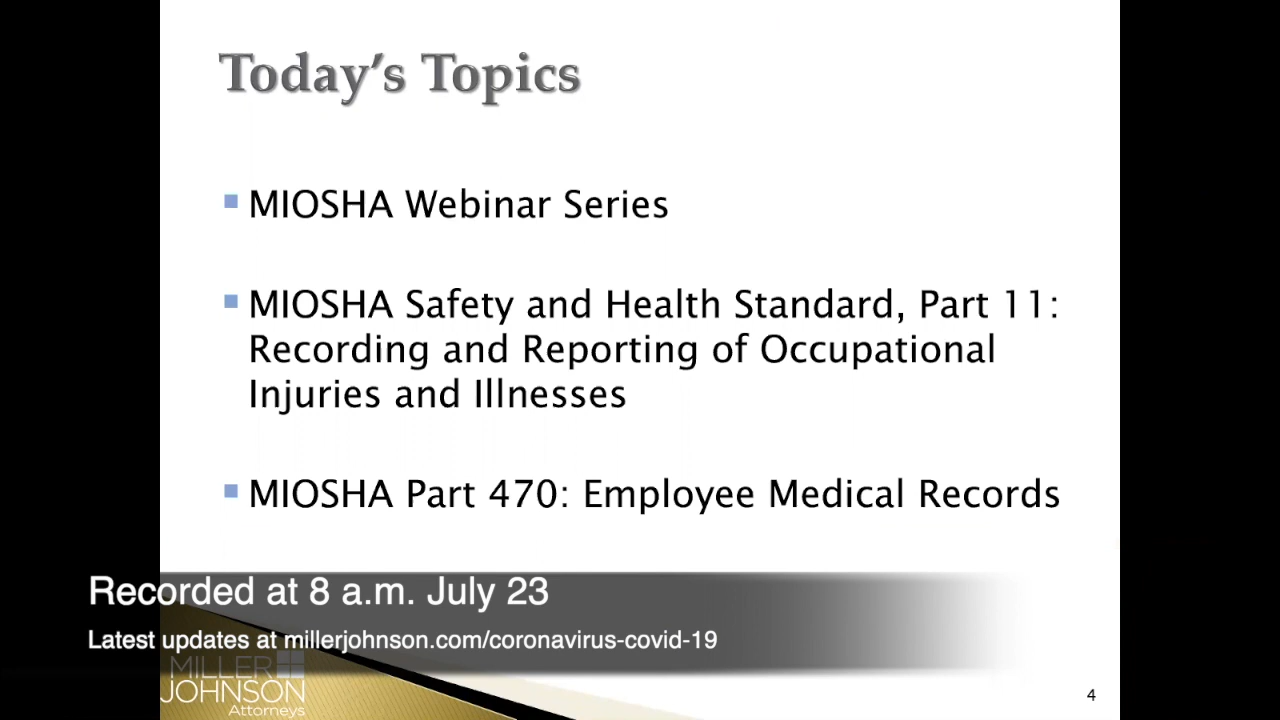 Today's Topics
MIOSHA Webinar Series
MIOSHA Safety and Health Standard, Part 11:
Recording and Reporting of Occupational
Injuries and Illnesses
MIOSHA Part 470: Employee Medical Records
Recorded at 8 a.m. July 23
Latest updates at millerjohnson.com/coronavirus-covid-19
MILLER
JOHNSON
Attorneys
4